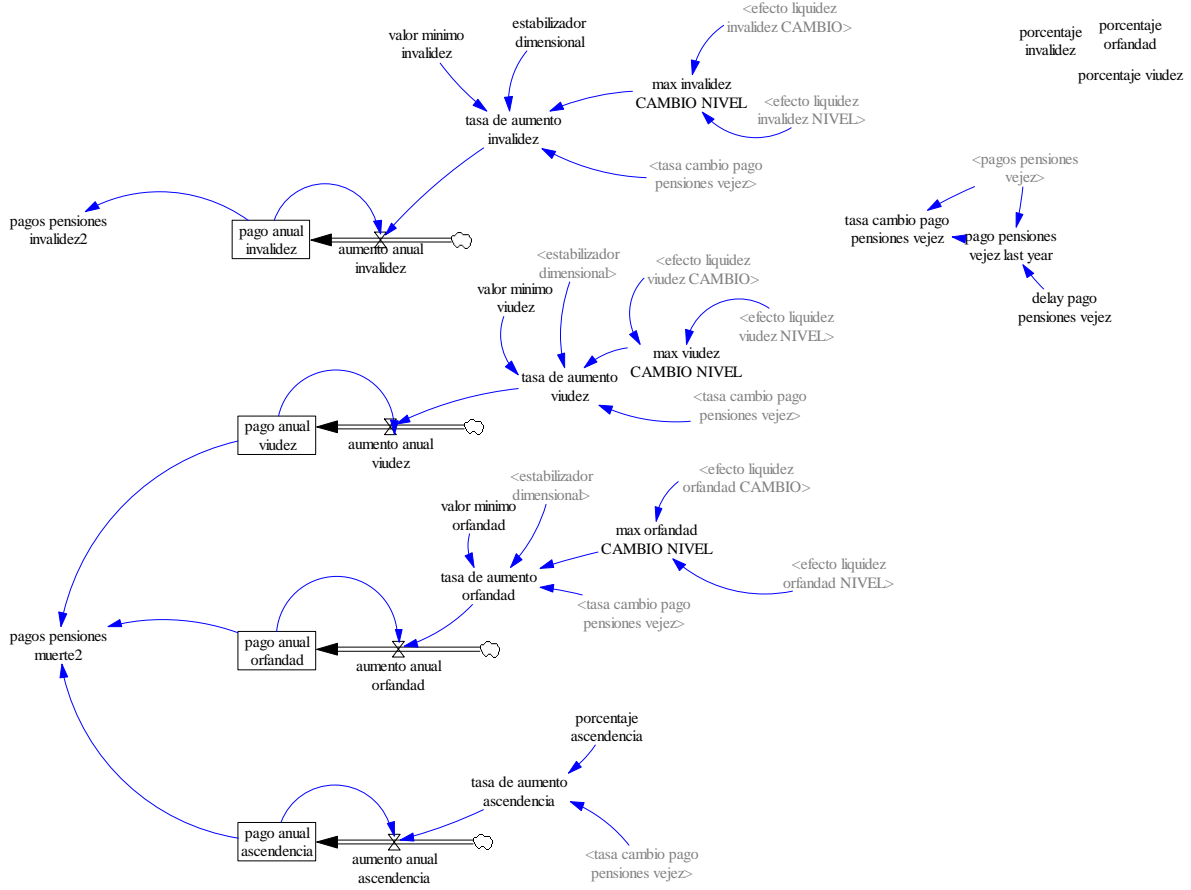 <efecto liquidez
invalidez CAMBIO>
estabilizador
dimensional
valor minimo
invalidez
porcentaje
invalidez
porcentaje
orfandad
porcentaje viudez
max invalidez
CAMBIO NIVEL
<efecto liquidez
invalidez NIVEL>
tasa de aumento
invalidez
<tasa cambio pago
pensiones vejez>
<pagos pensiones
vejez>
pagos pensiones
invalidez2
pago anual
invalidez
aumento anual
invalidez
tasa cambio pago
pensiones vejez
pago pensiones
vejez last year
delay pago
pensiones vejez
<estabilizador
dimensional>
<efecto liquidez
viudez CAMBIO>
valor minimo
viudez
<efecto liquidez
viudez NIVEL>
max viudez
CAMBIO NIVEL
tasa de aumento
viudez
<tasa cambio pago
pensiones vejez>
pago anual
viudez
aumento anual
viudez
<estabilizador
dimensional>
<efecto liquidez
orfandad CAMBIO>
valor minimo
orfandad
max orfandad
CAMBIO NIVEL
<efecto liquidez
orfandad NIVEL>
tasa de aumento
orfandad
<tasa cambio pago
pensiones vejez>
pagos pensiones
muerte2
pago anual
orfandad
aumento anual
orfandad
porcentaje
ascendencia
tasa de aumento
ascendencia
pago anual
ascendencia
aumento anual
ascendencia
<tasa cambio pago
pensiones vejez>